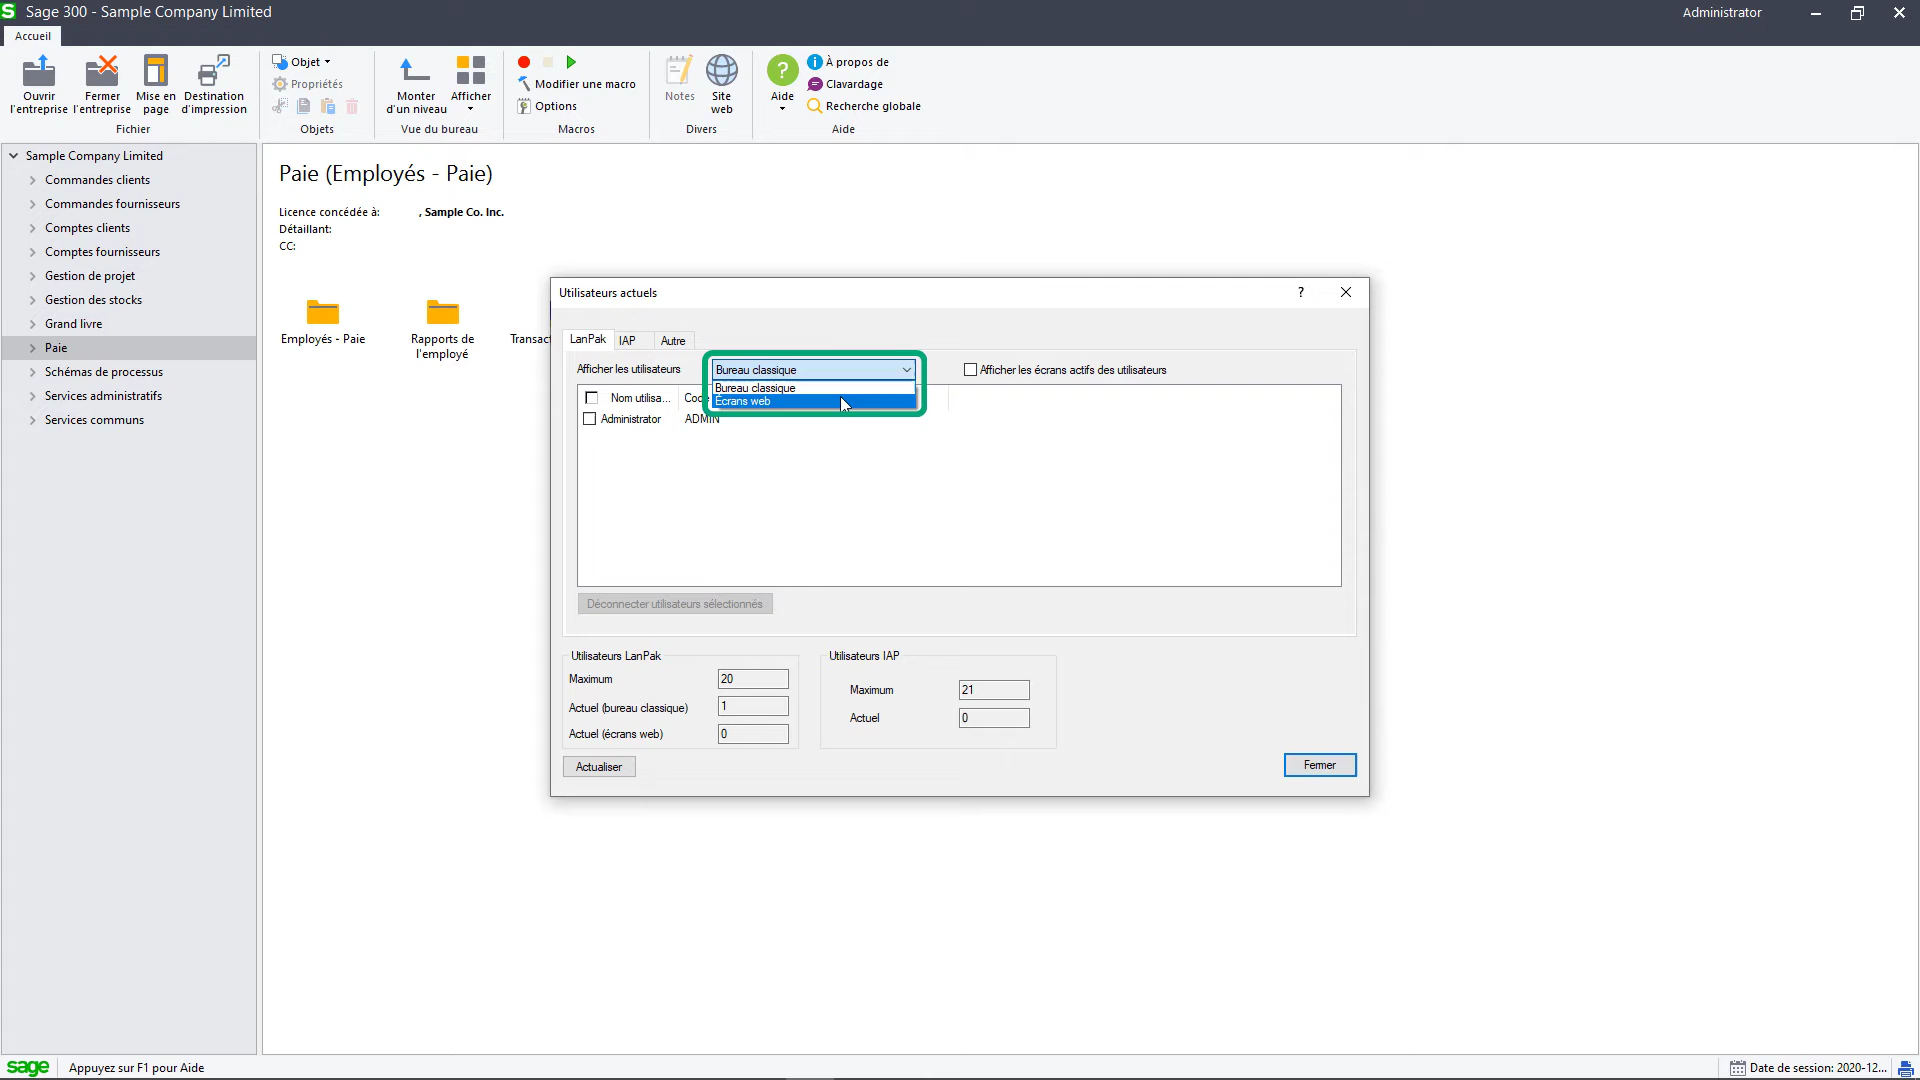 Sage 300 - Sample Company Limited
Administrator
Accueil
Ouvrir l'entreprise
Fermer l'entreprise
Mise en page
Destination d'impression
Fichier
Objet
Propriétés
Objets
Monter d'un niveau
Afficher
Vue du bureau
Modifier une macro
Options
Macros
Notes
Site web
Divers
Aide
À propos de
Clavardage
Recherche globale
Aide
Sample Company Limited
Commandes clients
Commandes fournisseurs
Comptes clients
Comptes fournisseurs
Gestion de projet
Gestion des stocks
Grand livre
Paie
Schémas de processus
Services administratifs
Services communs
Paie (Employés - Paie)
Licence concédée à: , Sample Co. Inc.
Détaillant:
CC:
Employés - Paie
Rapports de l'employé
Transact
Utilisateurs actuels
? 
LanPak IAP Autre
Afficher les utilisateurs
Bureau classique
Bureau classique
Écrans web
Afficher les écrans actifs des utilisateurs
Nom utilisa... Code
Administrator ADMIN
Déconnecter utilisateurs sélectionnés
Utilisateurs LanPak
Maximum 20
Actuel (bureau classique) 1
Actuel (écrans web) 0
Utilisateurs IAP
Maximum 21
Actuel 0
Actualiser
Fermer
sage
Appuyez sur F1 pour Aide
Date de session: 2020-12...